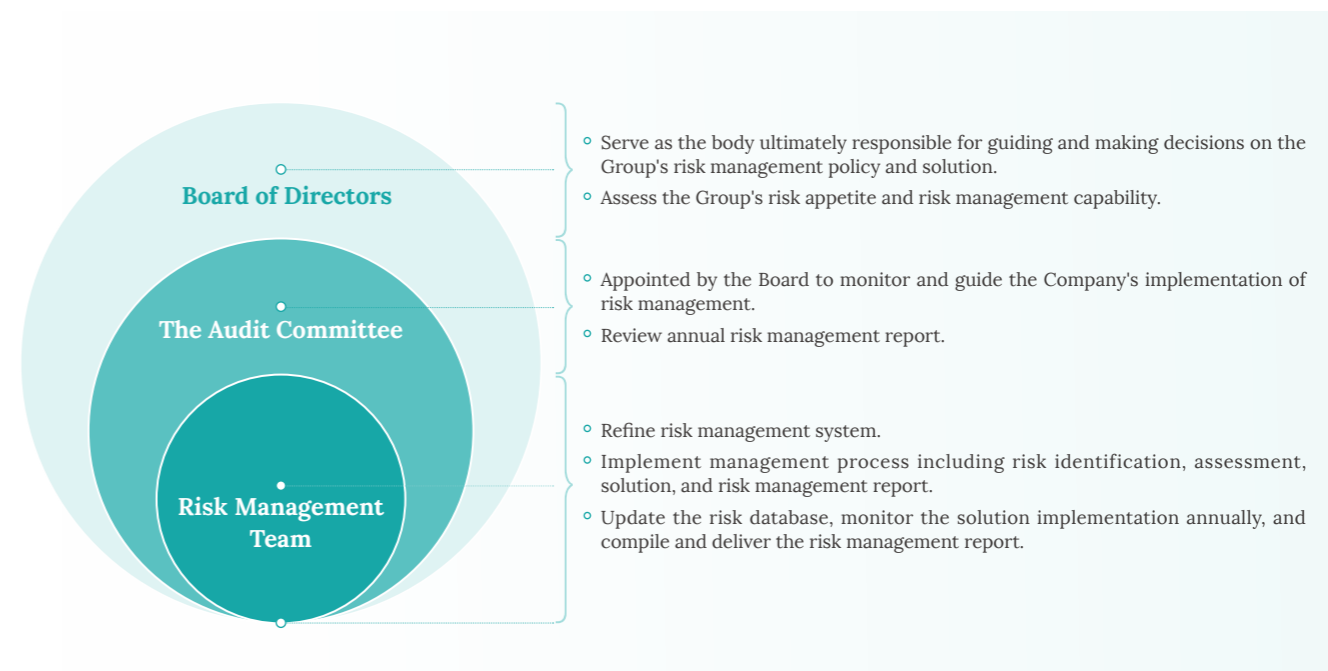 Board of Directors
Serve as the body ultimately responsible for guiding and making decisions on the
Group's risk management policy and solution.
Assess the Group's risk appetite and risk management capability.
The Audit Committee
Appointed by the Board to monitor and guide the Company's implementation of
risk management.
Review annual risk management report.
Risk Management
Team
Refine risk management system.
Implement management process including risk identification, assessment,
solution, and risk management report.
Update the risk database, monitor the solution implementation annually, and
compile and deliver the risk management report.